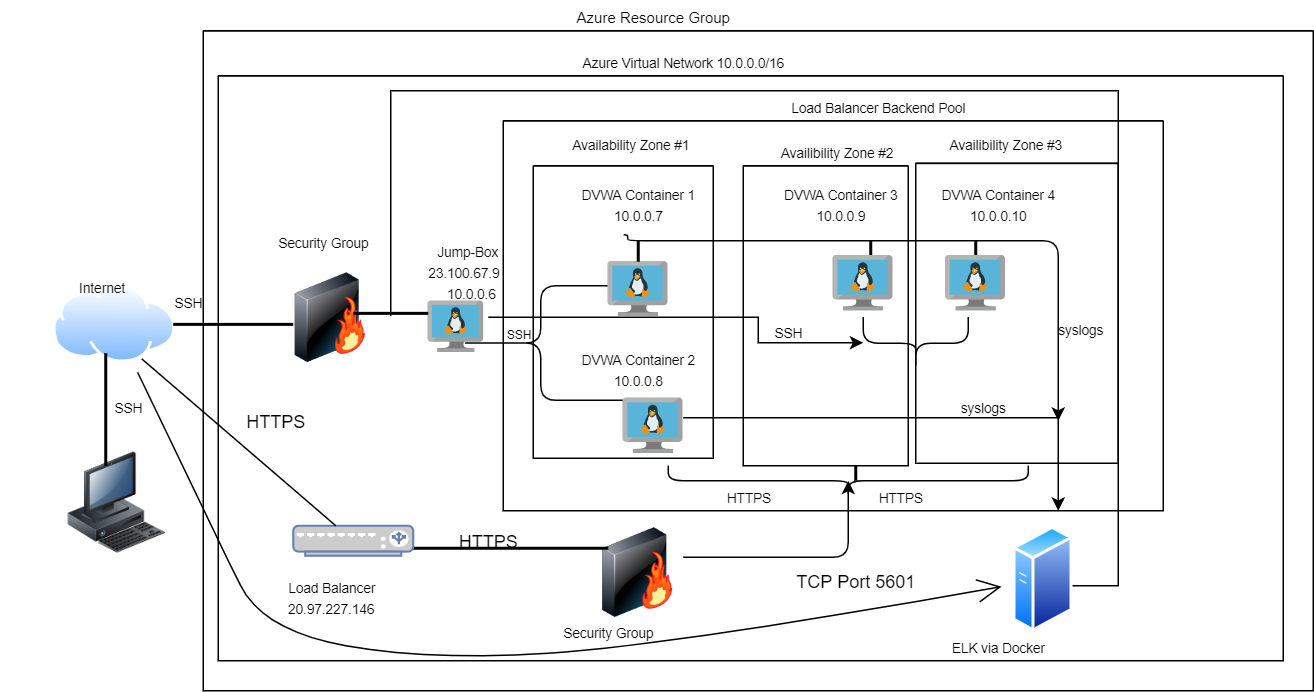 Azure Resource Group
Azure Virtual Network 10.0.0.0/16
Load Balancer Backend Pool
Availability Zone #1
Availibility Zone #2
Availibility Zone #3
DVWA Container 1
10.0.0.7
DVWA Container 3
10.0.0.9
DVWA Container 4
10.0.0.10
Security Group
Jump-Box
23.100.67.9
10.0.0.6
Internet
SSH
SSH
SSH
syslogs
DVWA Container 2
10.0.0.8
SSH
syslogs
HTTPS
HTTPS
HTTPS
HTTPS
TCP Port 5601
Load Balancer
20.97.227.146
Security Group
ELK via Docker